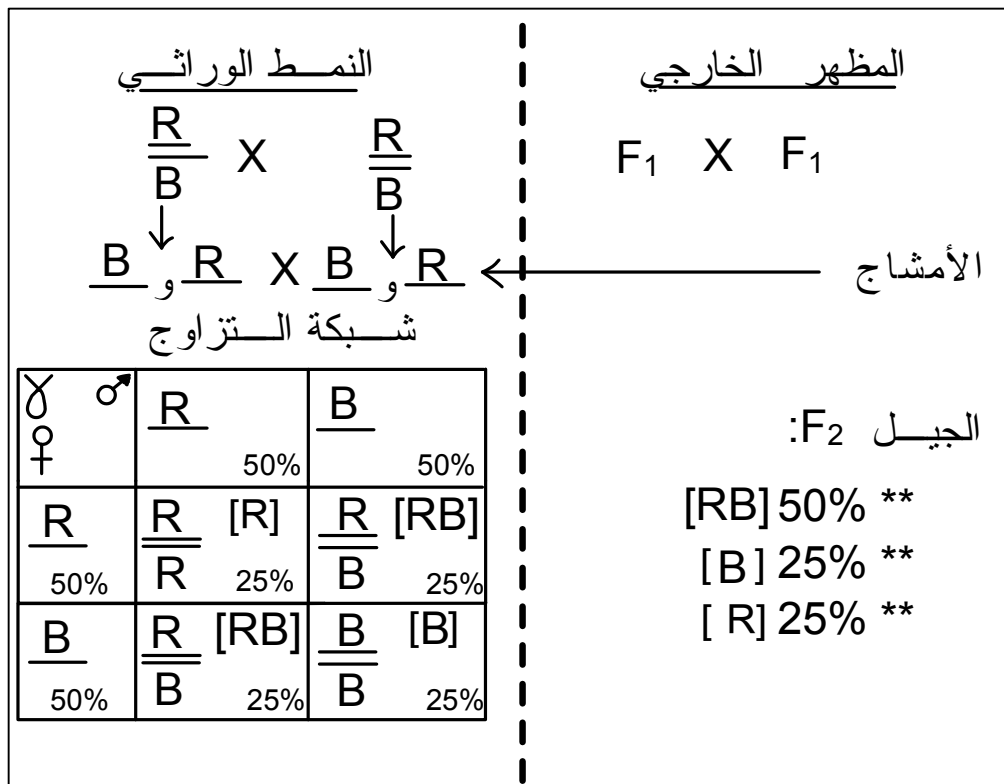 المظهر الخارجي
النمط الوراثي
F₁ X F₁
R/B X R/B
الأمشاج
B و R X B و R
شبكة التزاوج
♂ ♀ R 50% B 50%
R 50% R/R [R] 25% R/B [RB] 25%
B 50% R/B [RB] 25% B/B [B] 25%
الجيل F₂:
[RB] 50% **
[B] 25% **
[R] 25% **